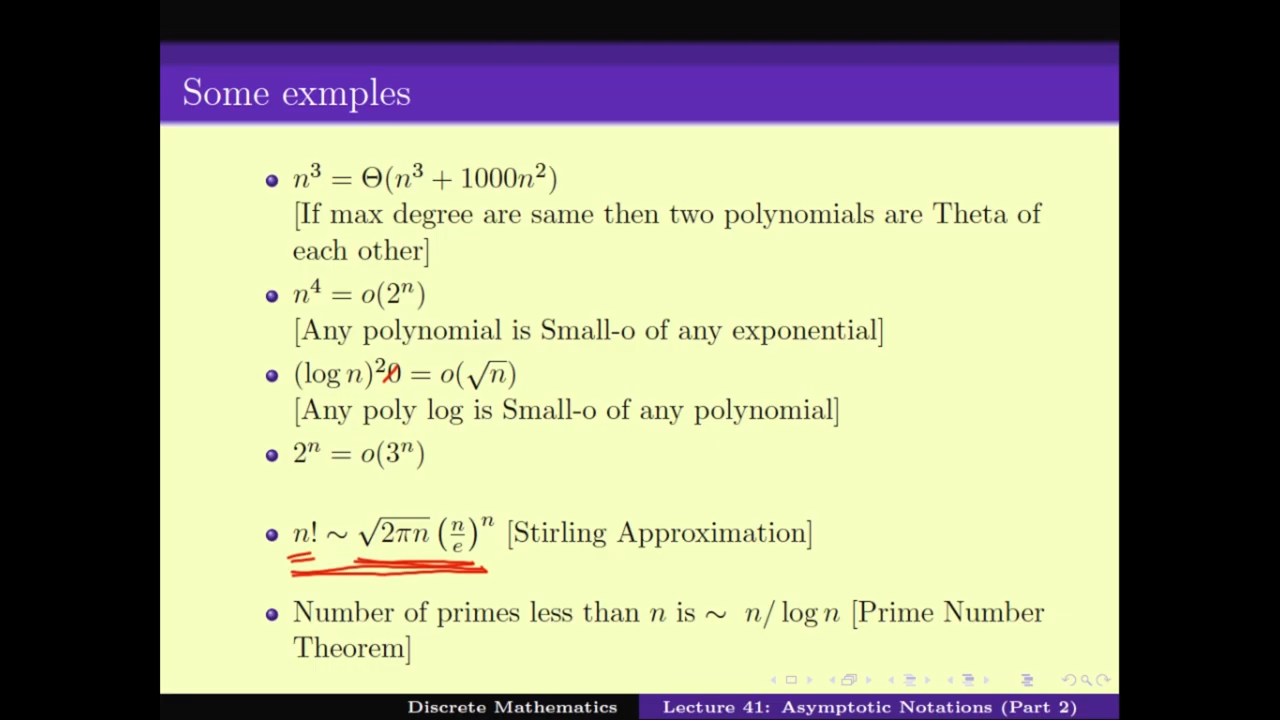 Some exmples
n³ = Θ(n³ + 1000n²)
[If max degree are same then two polynomials are Theta of
each other]
n⁴ = o(2ⁿ)
[Any polynomial is Small-o of any exponential]
(log n)²0 = o(√n)
[Any poly log is Small-o of any polynomial]
2ⁿ = o(3ⁿ)
n! ∼ √2πn (n/e)ⁿ [Stirling Approximation]
Number of primes less than n is ∼ n/ log n [Prime Number
Theorem]
Discrete Mathematics Lecture 41: Asymptotic Notations (Part 2)